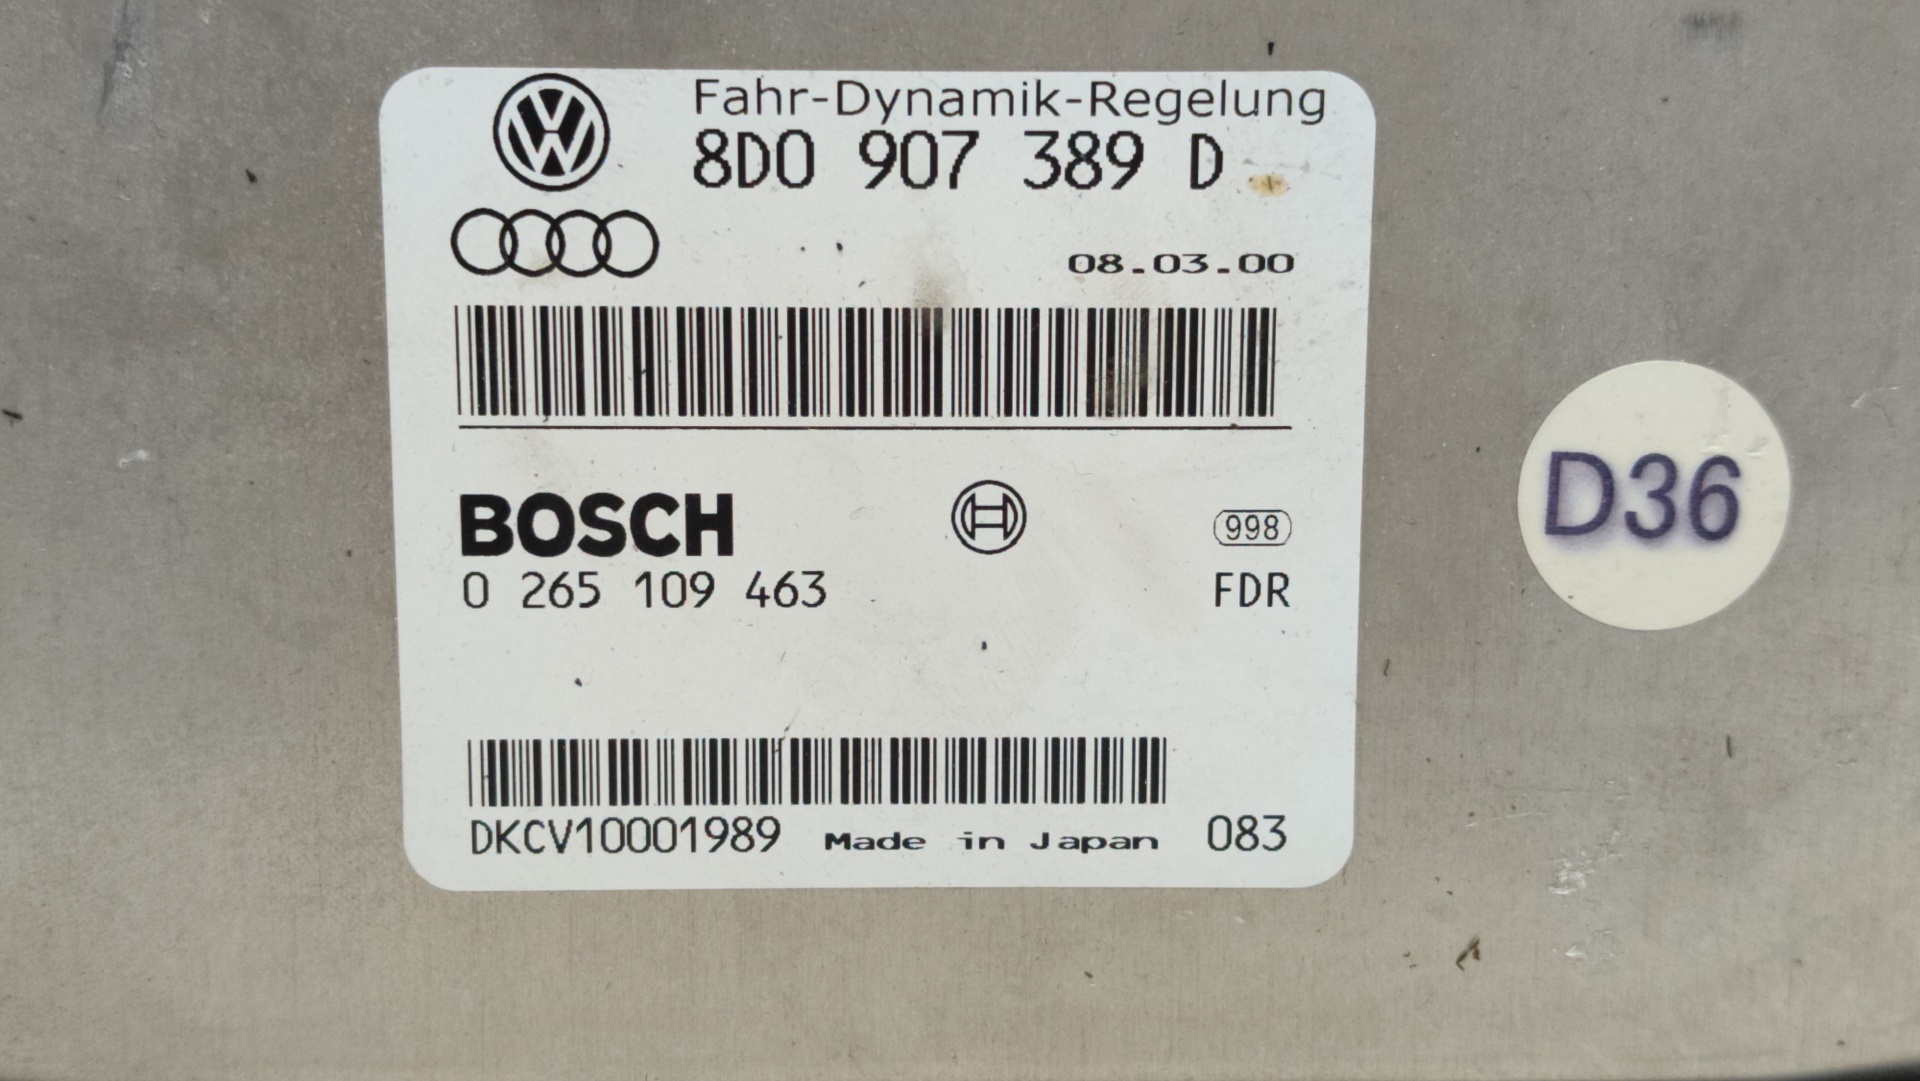 Fahr-Dynamik-Regelung
8D0 907 389 D
08.03.00
BOSCH
998
0 265 109 463
FDR
D36
DKCV10001989
Made in Japan
083